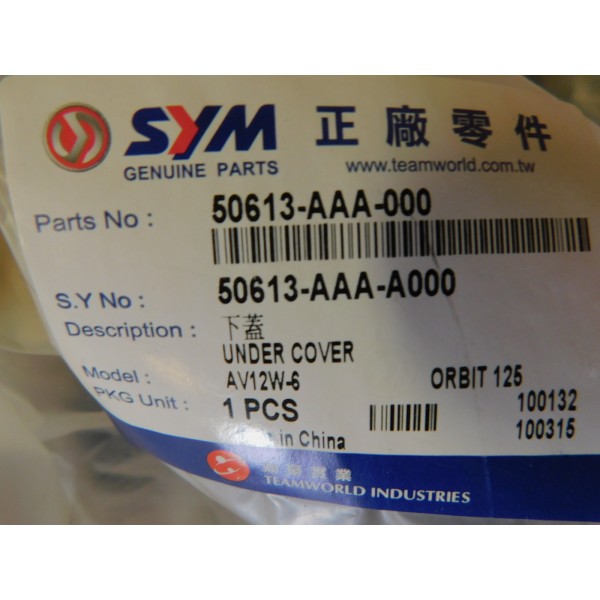 SYM 正廠零件
GENUINE PARTS www.teamworld.com.tw
Parts No : 50613-AAA-000
S.Y No : 50613-AAA-A000
Description : 下蓋
UNDER COVER
Model : AV12W-6 ORBIT 125
PKG Unit : 1 PCS 100132
in China 100315
TEAMWORLD INDUSTRIES